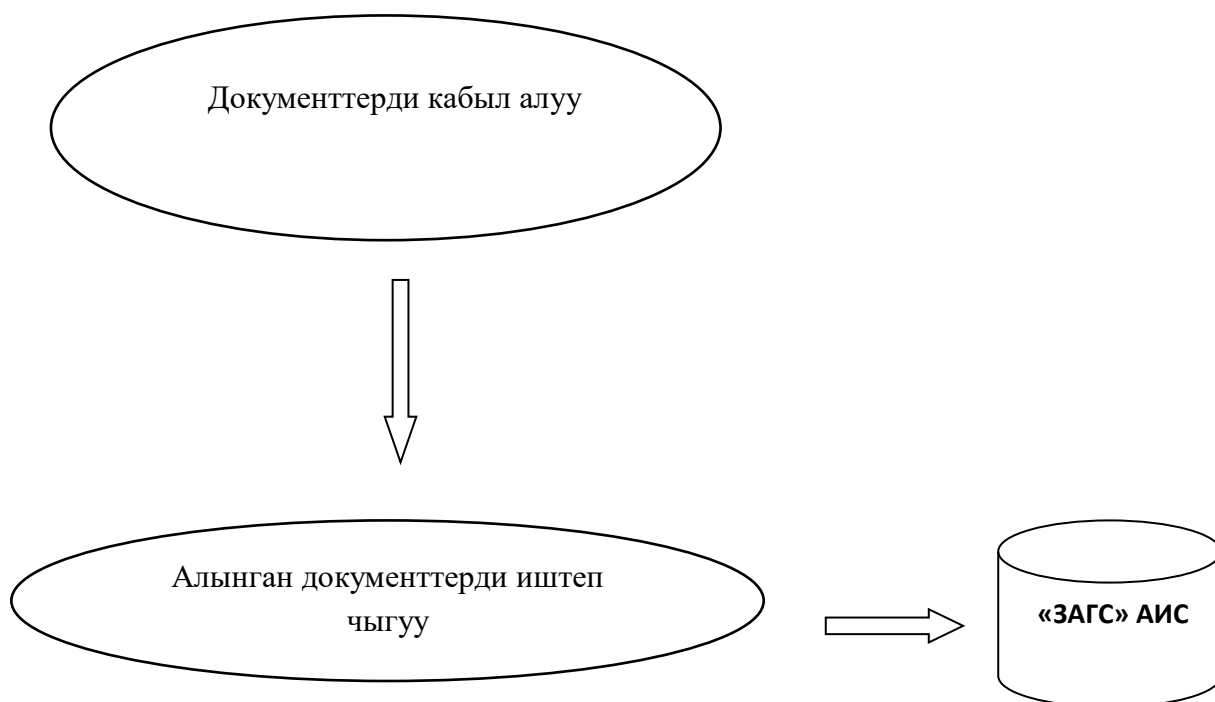 Документтерди кабыл алуу
Алынган документтерди иштеп
чыгуу
«ЗАГС» АИС